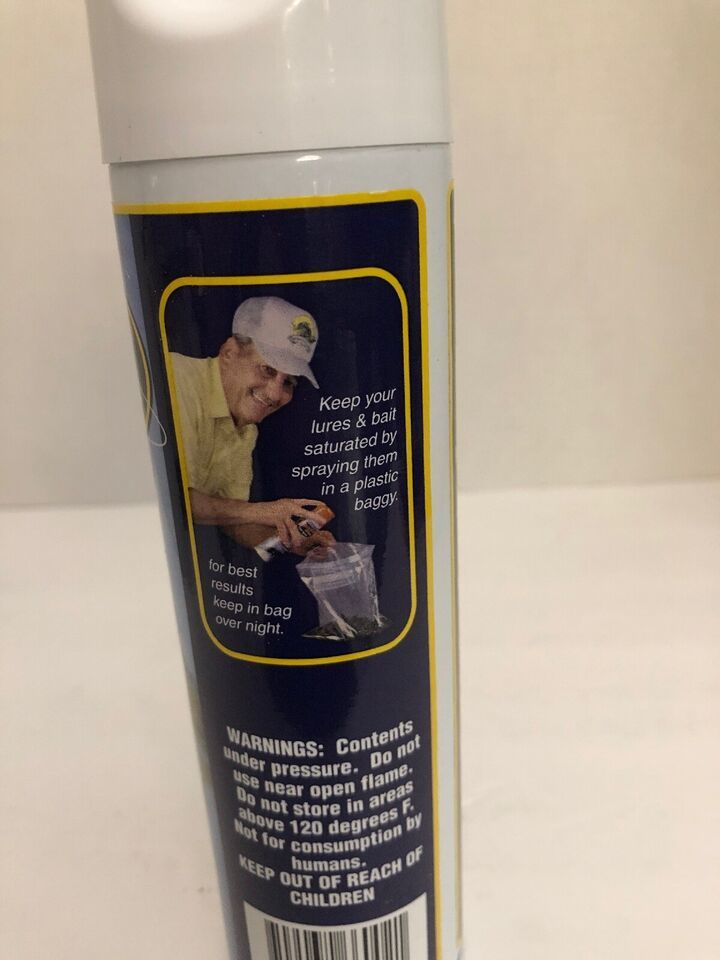 Keep your
lures & bait
saturated by
spraying them
in a plastic
baggy.
for best
results
keep in bag
over night.
WARNINGS: Contents
under pressure. Do not
use near open flame.
Do not store in areas
above 120 degrees F.
Not for consumption by
humans.
KEEP OUT OF REACH OF
CHILDREN